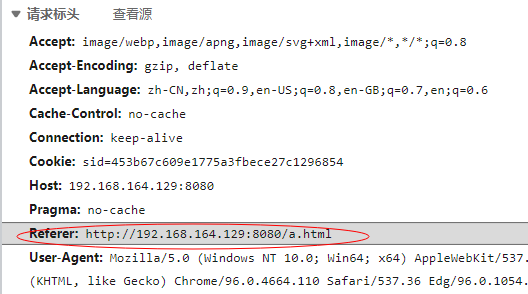 请求标头 查看源
Accept: image/webp,image/apng,image/svg+xml,image/*,*/*;q=0.8
Accept-Encoding: gzip, deflate
Accept-Language: zh-CN,zh;q=0.9,en-US;q=0.8,en-GB;q=0.7,en;q=0.6
Cache-Control: no-cache
Connection: keep-alive
Cookie: sid=453b67c609e1775a3fbece27c1296854
Host: 192.168.164.129:8080
Pragma: no-cache
Referer: http://192.168.164.129:8080/a.html
User-Agent: Mozilla/5.0 (Windows NT 10.0; Win64; x64) AppleWebKit/537.
(KHTML, like Gecko) Chrome/96.0.4664.110 Safari/537.36 Edg/96.0.1054.